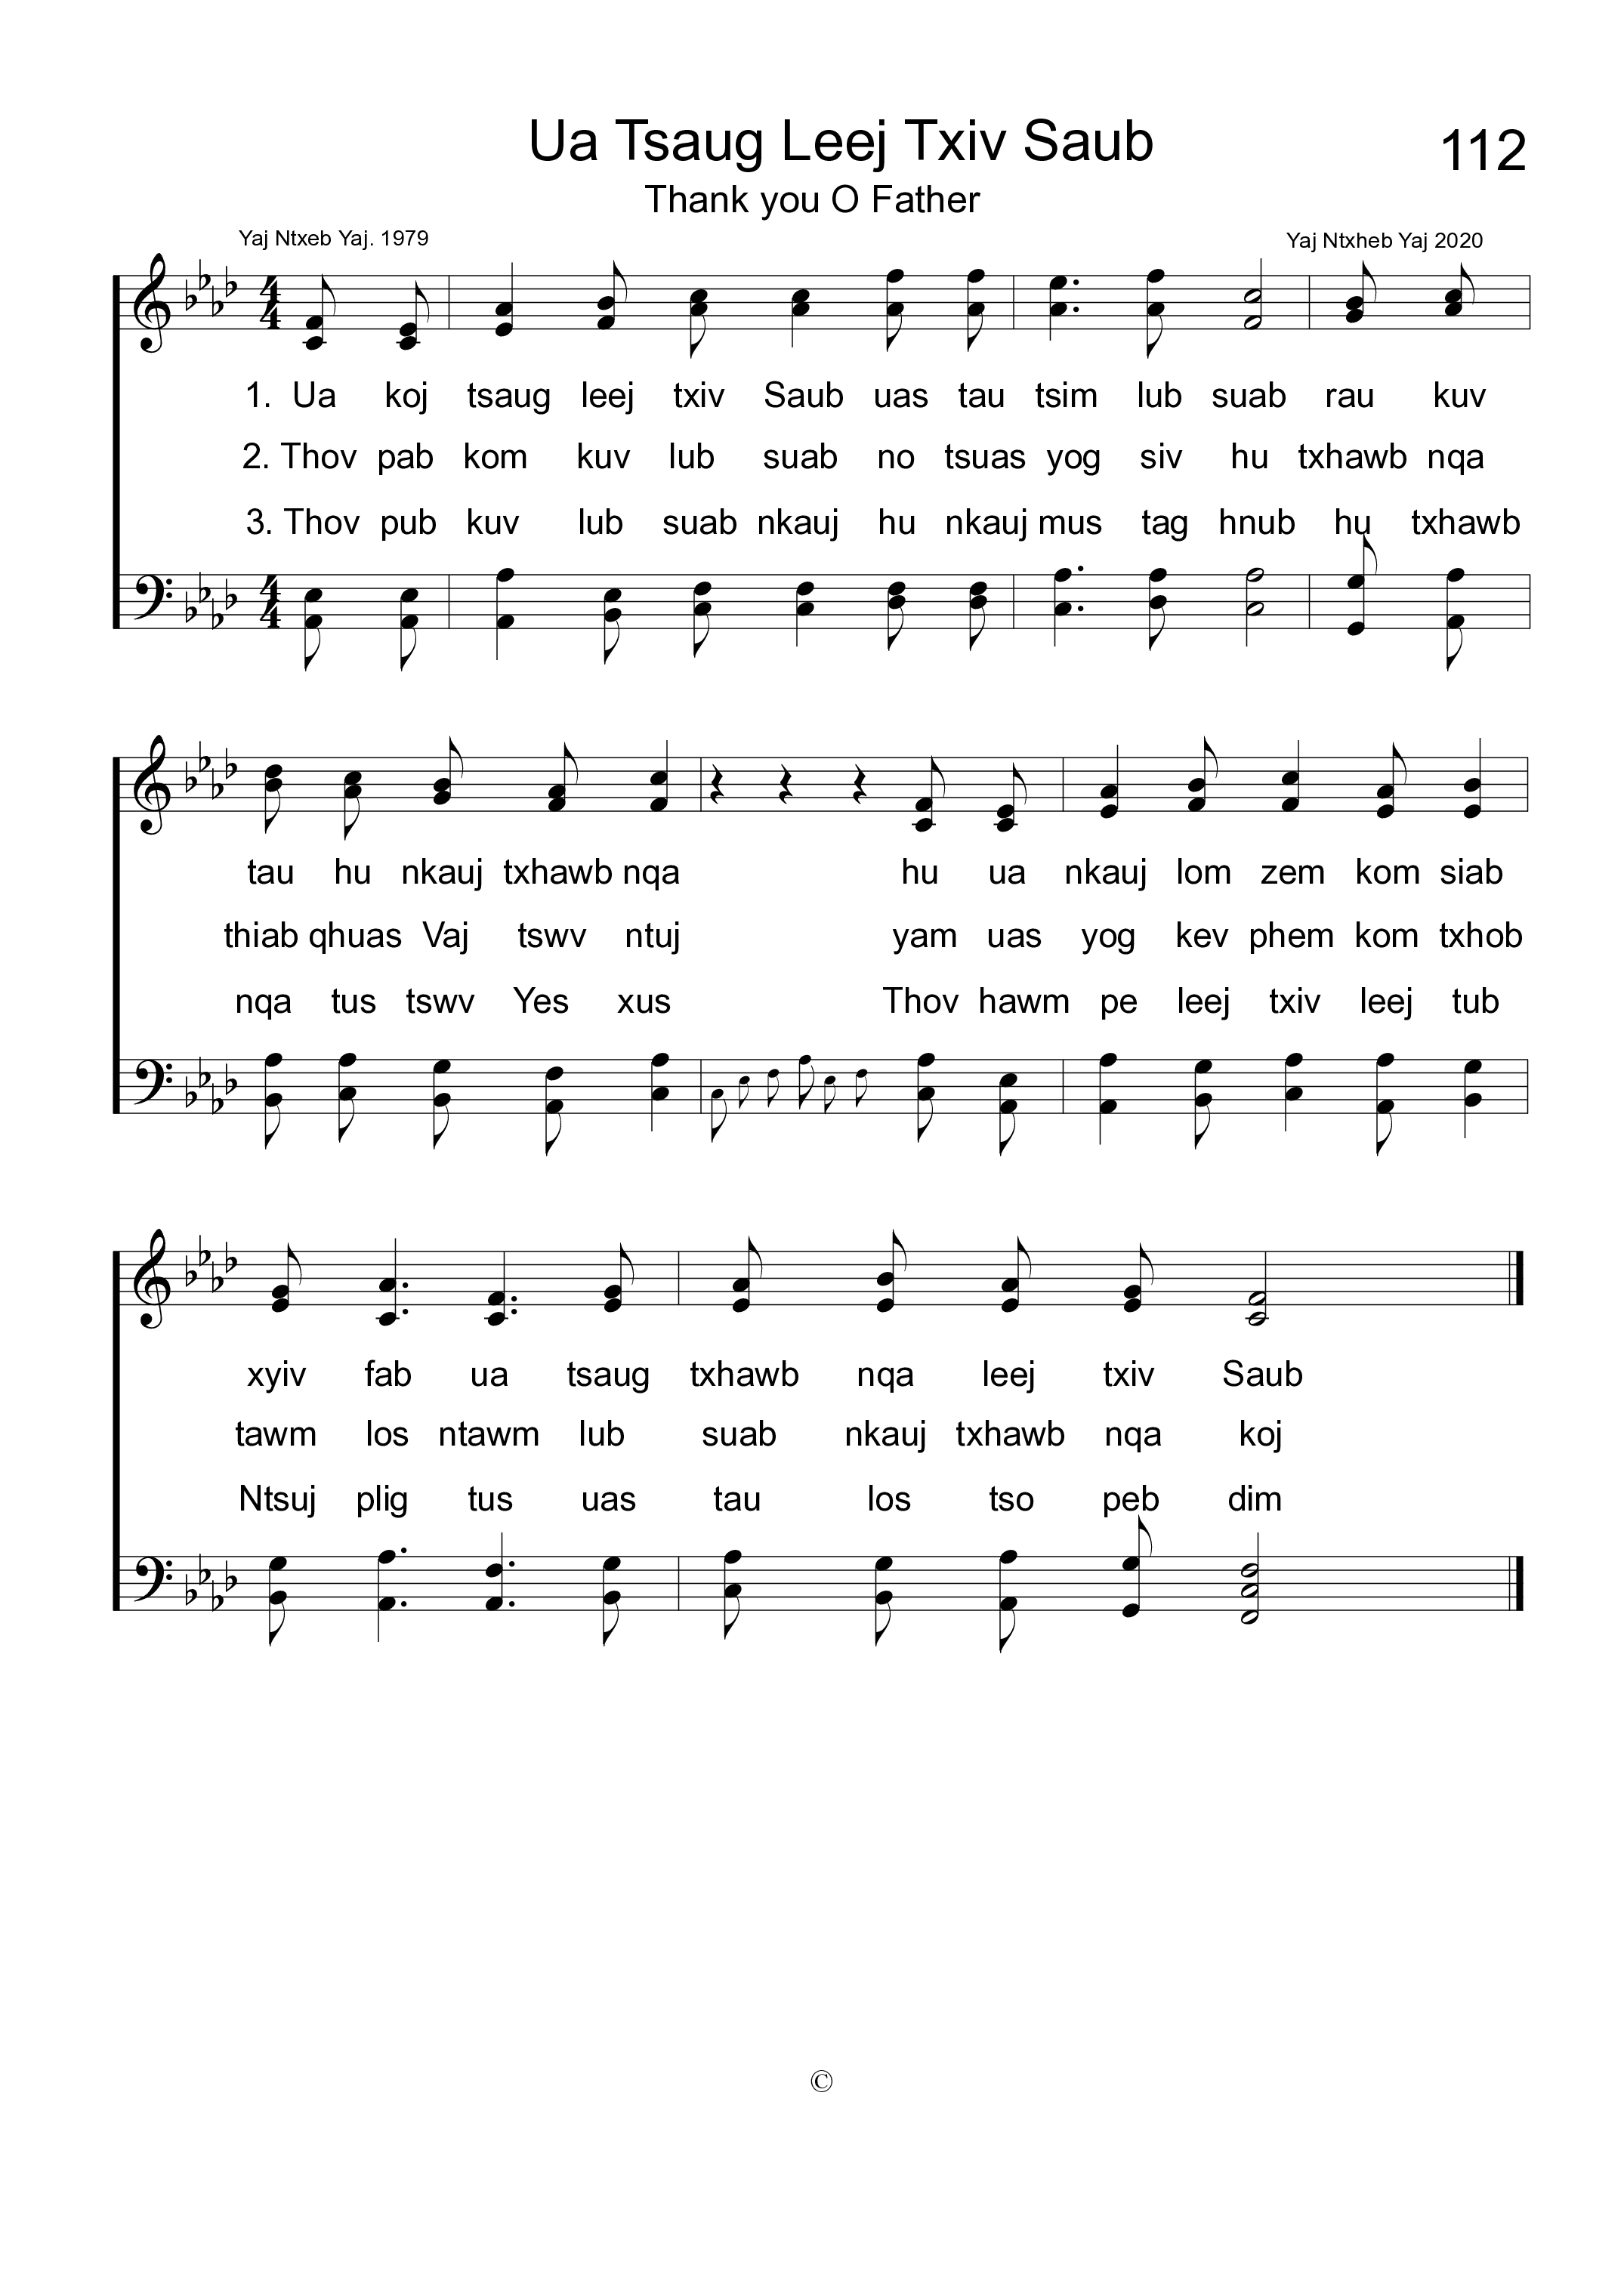 Ua Tsaug Leej Txiv Saub
112
Thank you O Father
Yaj Ntxeb Yaj. 1979
Yaj Ntxheb Yaj 2020
1. Ua koj tsaug leej txiv Saub uas tau tsim lub suab rau kuv
2. Thov pab kom kuv lub suab no tsuas yog siv hu txhawb nqa
3. Thov pub kuv lub suab nkauj hu nkauj mus tag hnub hu txhawb
tau hu nkauj txhawb nqa hu ua nkauj lom zem kom siab
thiab qhuas Vaj tswv ntuj yam uas yog kev phem kom txhob
nqa tus tswv Yes xus Thov hawm pe leej txiv leej tub
xyiv fab ua tsaug txhawb nqa leej txiv Saub
tawm los ntawm lub suab nkauj txhawb nqa koj
Ntsuj plig tus uas tau los tso peb dim
©